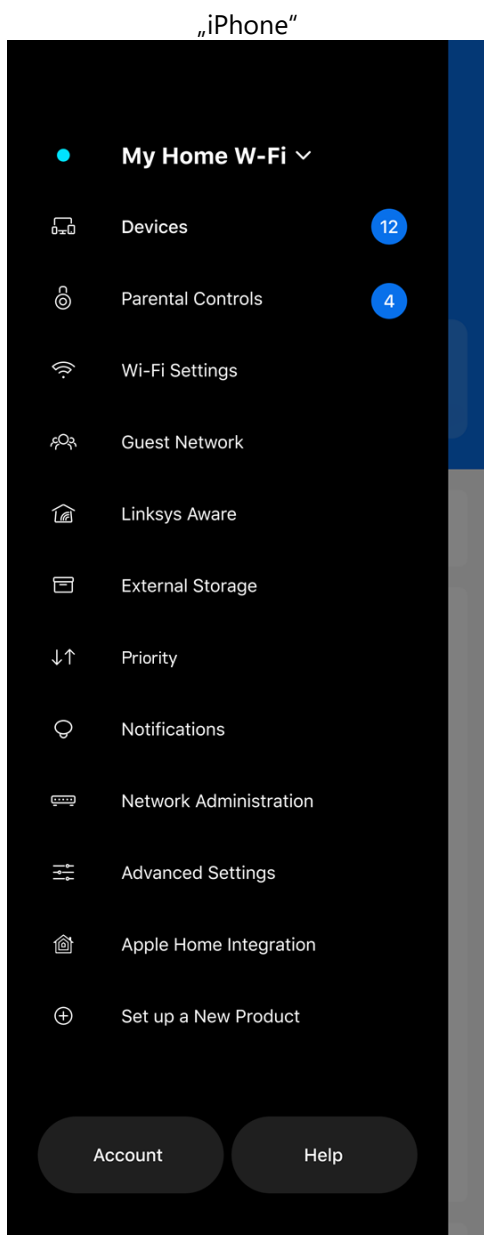 „iPhone“
My Home W-Fi
Devices 12
Parental Controls 4
Wi-Fi Settings
Guest Network
Linksys Aware
External Storage
Priority
Notifications
Network Administration
Advanced Settings
Apple Home Integration
Set up a New Product
Account Help